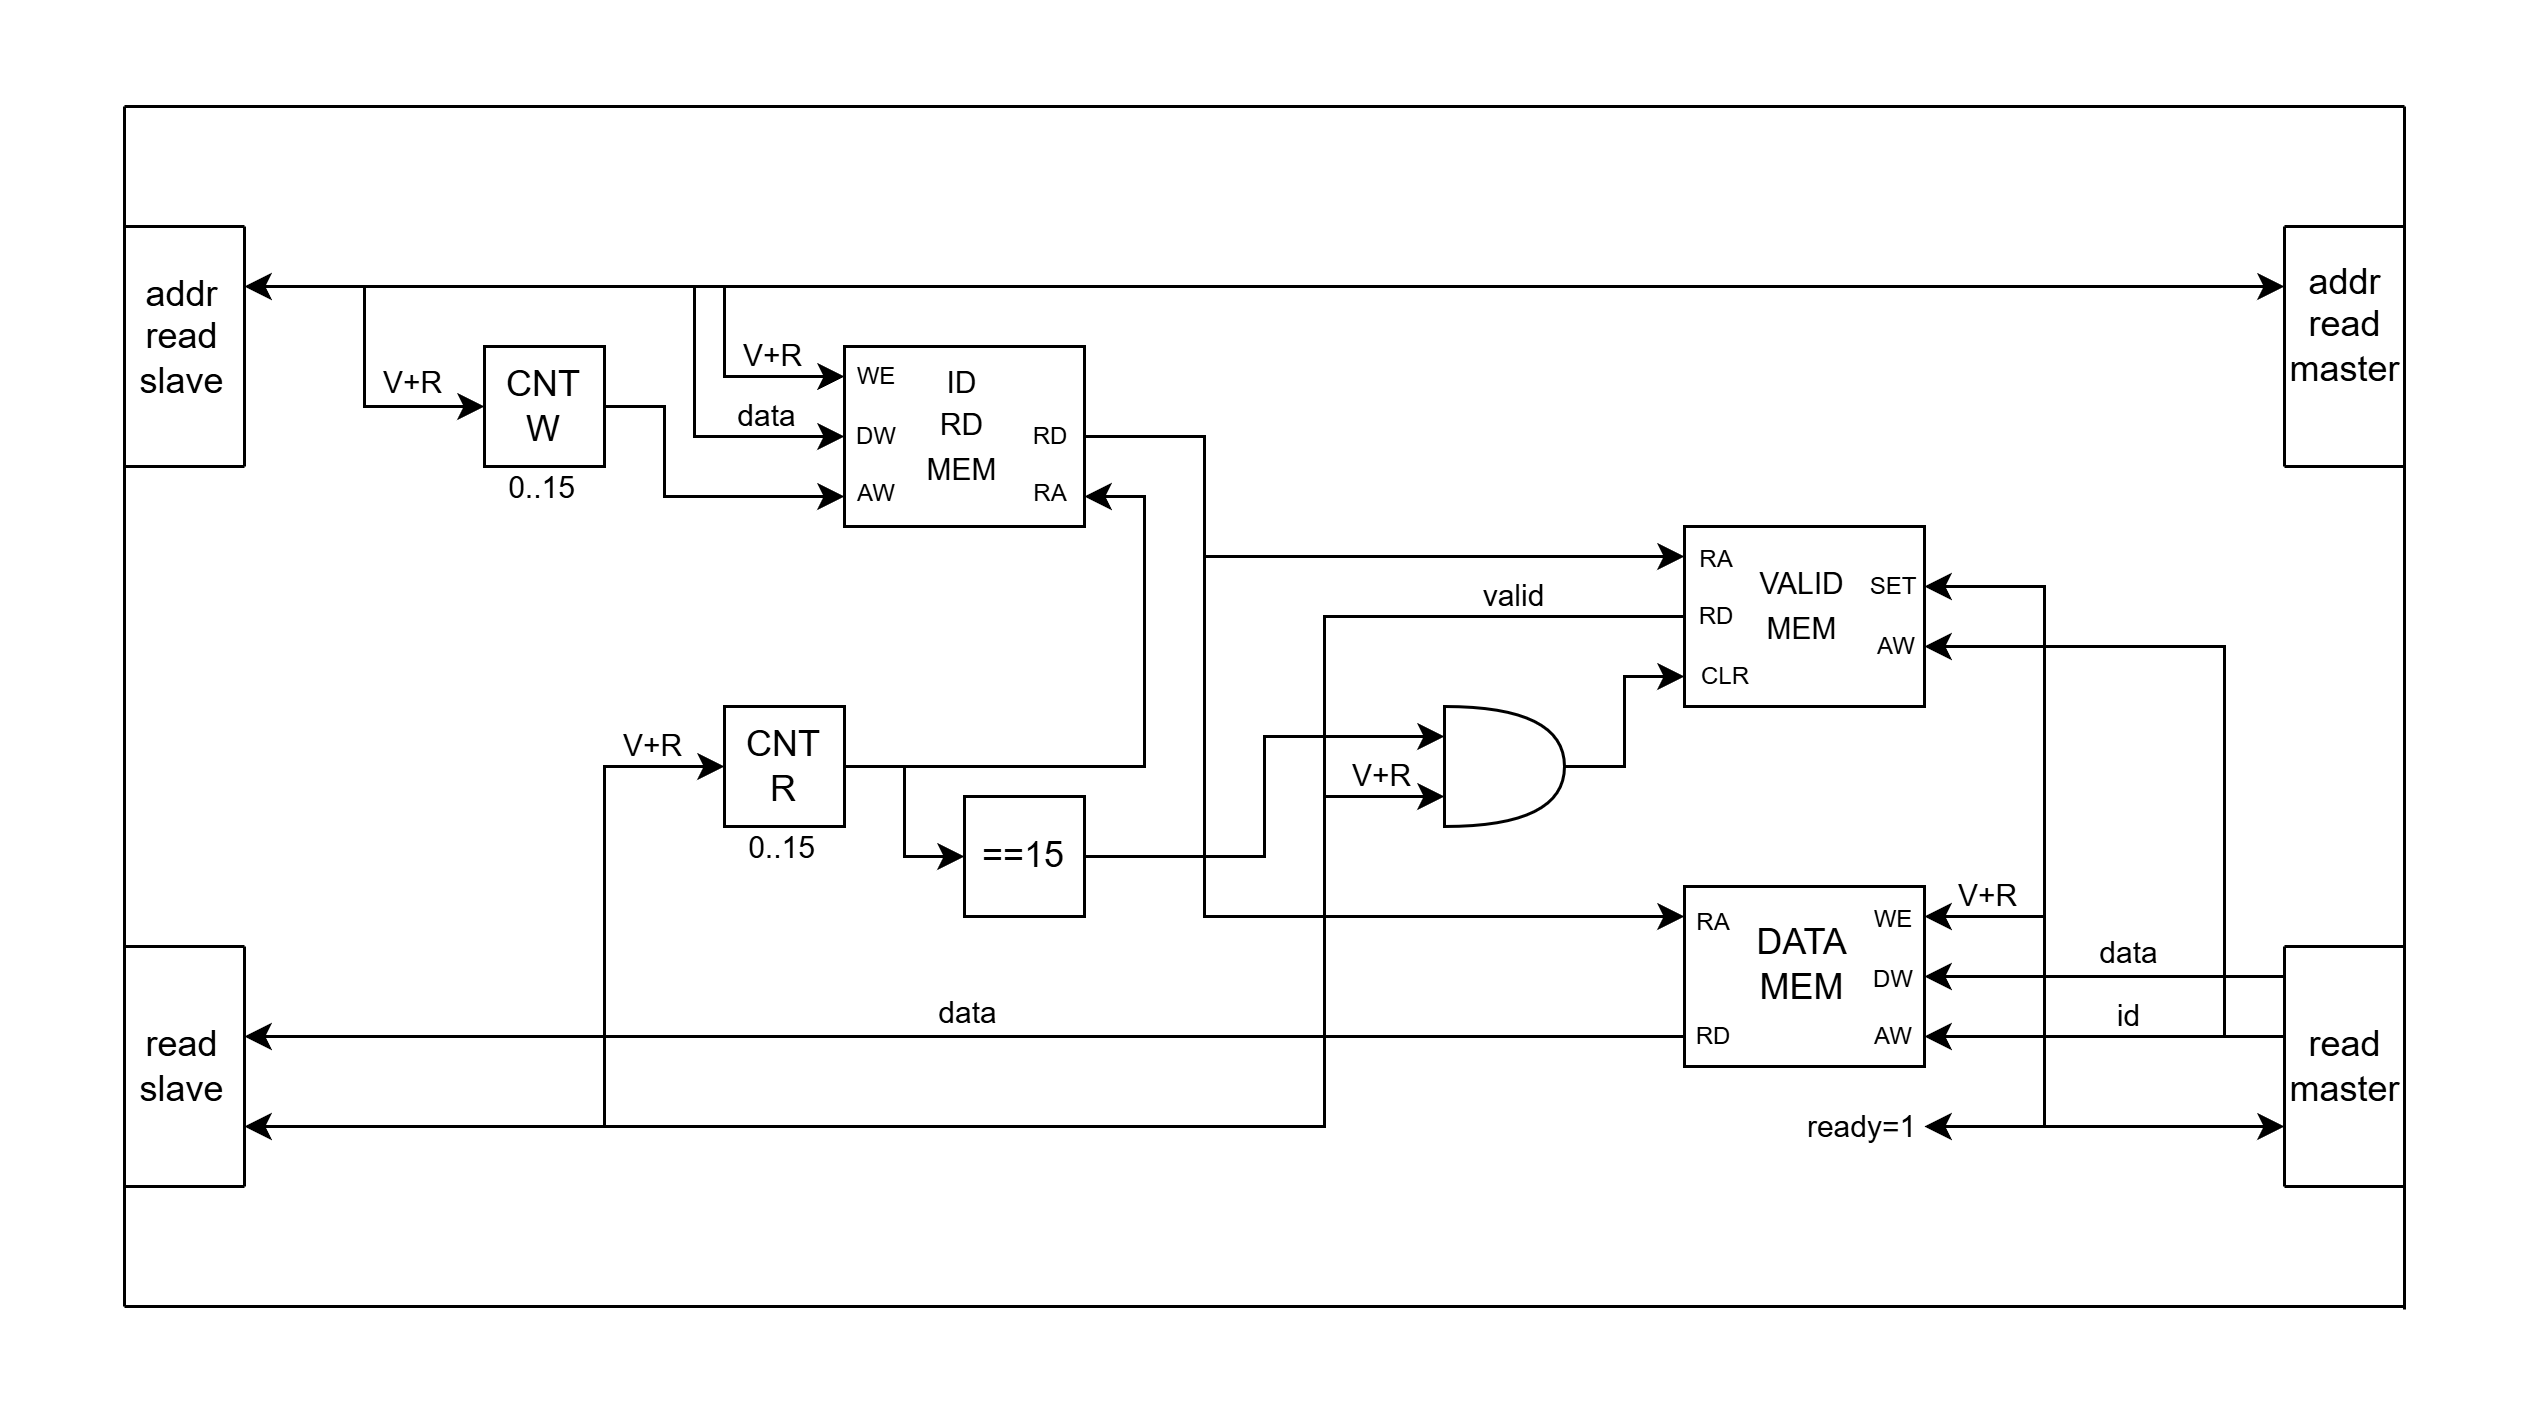 addr
read
slave
addr
read
master
V+R
CNT
W
0..15
V+R
data
WE
DW
AW
ID
RD
MEM
RD
RA
RA
RD
CLR
VALID
MEM
SET
AW
valid
V+R
CNT
R
0..15
==15
V+R
RA
RD
DATA
MEM
WE
DW
AW
V+R
data
id
data
ready=1
read
slave
read
master